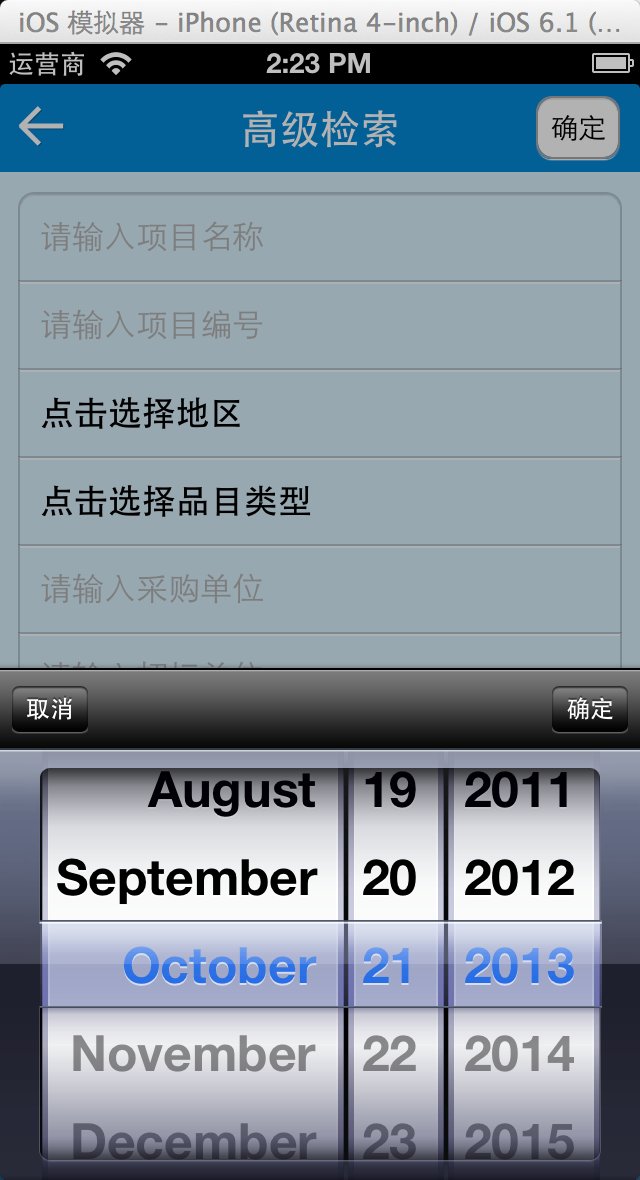 iOS 模拟器 – iPhone (Retina 4-inch) / iOS 6.1 (...
运营商 2:23 PM
高级检索 确定
请输入项目名称
请输入项目编号
点击选择地区
点击选择品目类型
请输入采购单位
取消 确定
August 19 2011
September 20 2012
October 21 2013
November 22 2014
December 23 2015